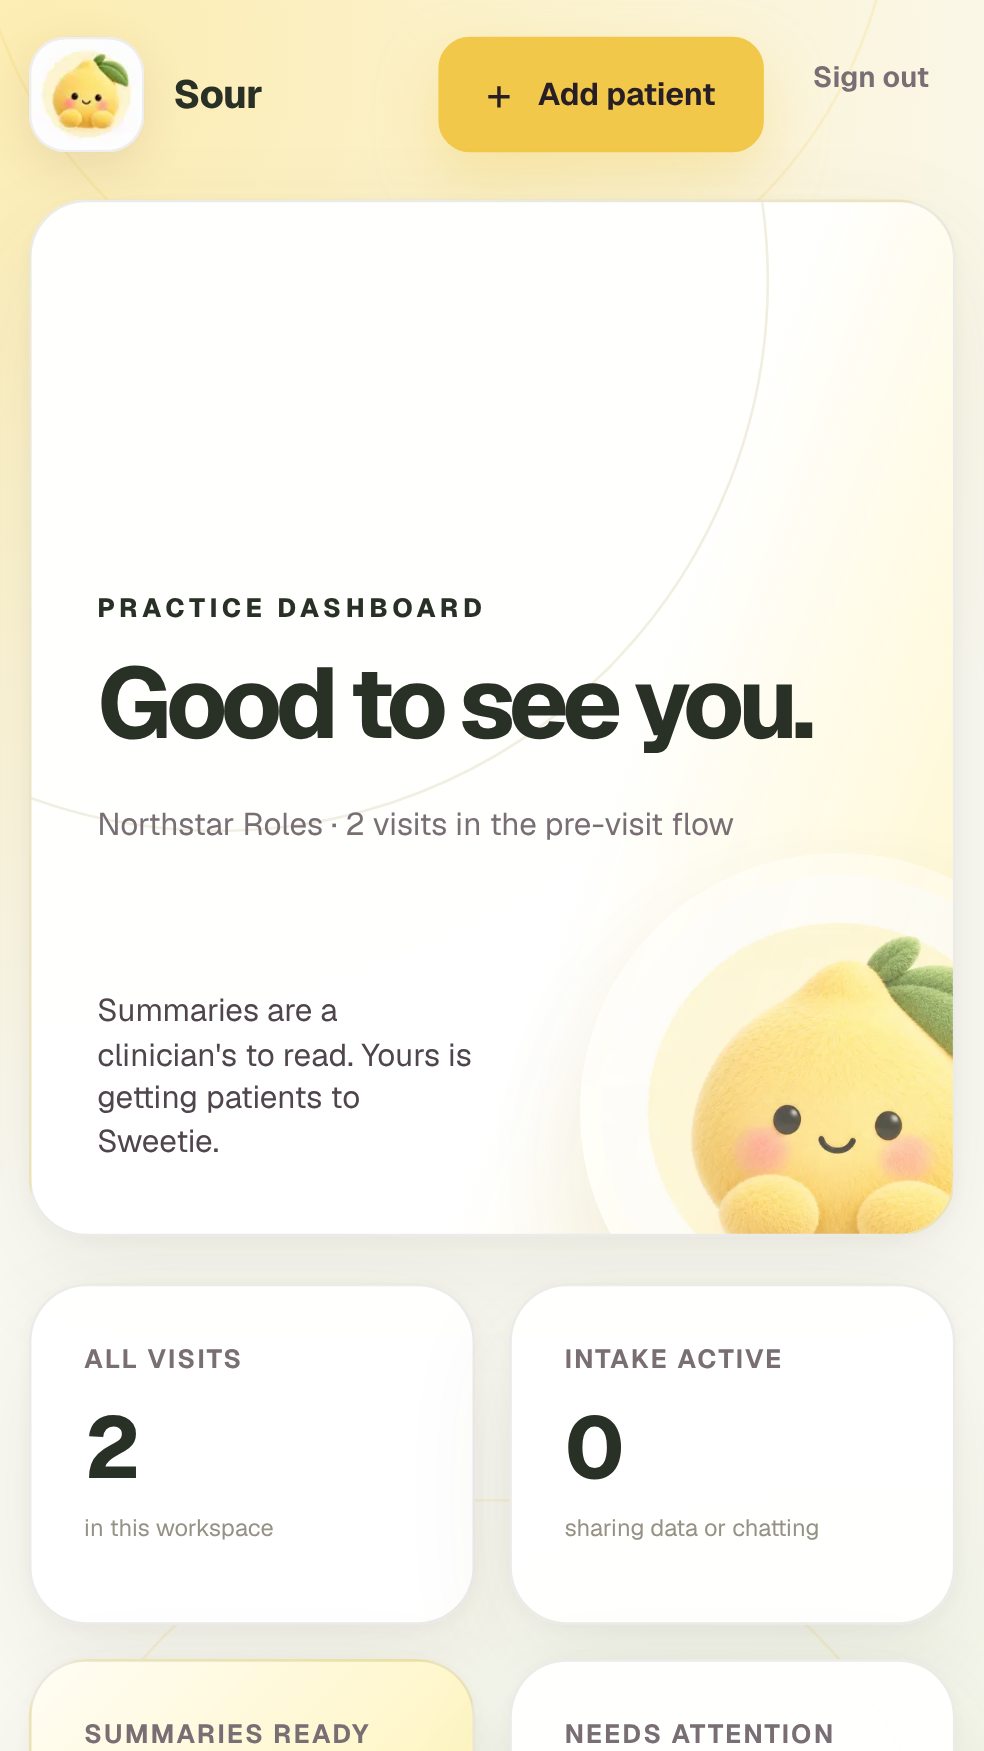 Sour
+ Add patient
Sign out
PRACTICE DASHBOARD
Good to see you.
Northstar Roles · 2 visits in the pre-visit flow
Summaries are a
clinician's to read. Yours is
getting patients to
Sweetie.
ALL VISITS
2
in this workspace
INTAKE ACTIVE
0
sharing data or chatting
SUMMARIES READY
NEEDS ATTENTION